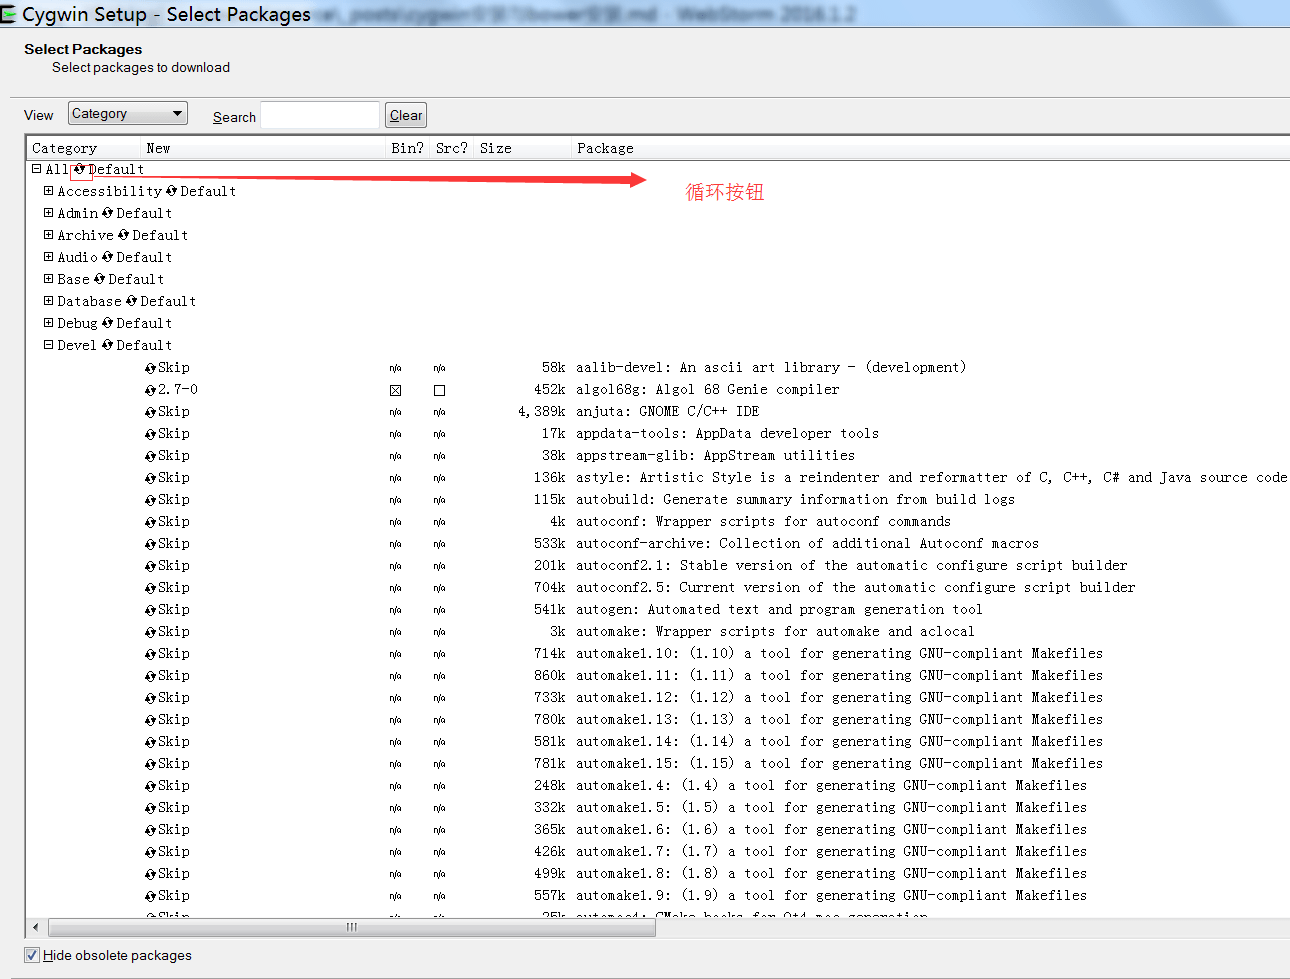 Cygwin Setup - Select Packages
Select Packages
Select packages to download
View Category Search Clear
Category New Bin? Src? Size Package
All Default
循环按钮
Accessibility Default
Admin Default
Archive Default
Audio Default
Base Default
Database Default
Debug Default
Devel Default
Skip n/a n/a 58k aalib-devel: An ascii art library - (development)
2.7-0 452k algol68g: Algol 68 Genie compiler
Skip n/a n/a 4,389k anjuta: GNOME C/C++ IDE
Skip n/a n/a 17k appdata-tools: AppData developer tools
Skip n/a n/a 38k appstream-glib: AppStream utilities
Skip n/a n/a 136k astyle: Artistic Style is a reindenter and reformatter of C, C++, C# and Java source code
Skip n/a n/a 115k autobuild: Generate summary information from build logs
Skip n/a n/a 4k autoconf: Wrapper scripts for autoconf commands
Skip n/a n/a 533k autoconf-archive: Collection of additional Autoconf macros
Skip n/a n/a 201k autoconf2.1: Stable version of the automatic configure script builder
Skip n/a n/a 704k autoconf2.5: Current version of the automatic configure script builder
Skip n/a n/a 541k autogen: Automated text and program generation tool
Skip n/a n/a 3k automake: Wrapper scripts for automake and aclocal
Skip n/a n/a 714k automake1.10: (1.10) a tool for generating GNU-compliant Makefiles
Skip n/a n/a 860k automake1.11: (1.11) a tool for generating GNU-compliant Makefiles
Skip n/a n/a 733k automake1.12: (1.12) a tool for generating GNU-compliant Makefiles
Skip n/a n/a 780k automake1.13: (1.13) a tool for generating GNU-compliant Makefiles
Skip n/a n/a 581k automake1.14: (1.14) a tool for generating GNU-compliant Makefiles
Skip n/a n/a 781k automake1.15: (1.15) a tool for generating GNU-compliant Makefiles
Skip n/a n/a 248k automake1.4: (1.4) a tool for generating GNU-compliant Makefiles
Skip n/a n/a 332k automake1.5: (1.5) a tool for generating GNU-compliant Makefiles
Skip n/a n/a 365k automake1.6: (1.6) a tool for generating GNU-compliant Makefiles
Skip n/a n/a 426k automake1.7: (1.7) a tool for generating GNU-compliant Makefiles
Skip n/a n/a 499k automake1.8: (1.8) a tool for generating GNU-compliant Makefiles
Skip n/a n/a 557k automake1.9: (1.9) a tool for generating GNU-compliant Makefiles
Hide obsolete packages